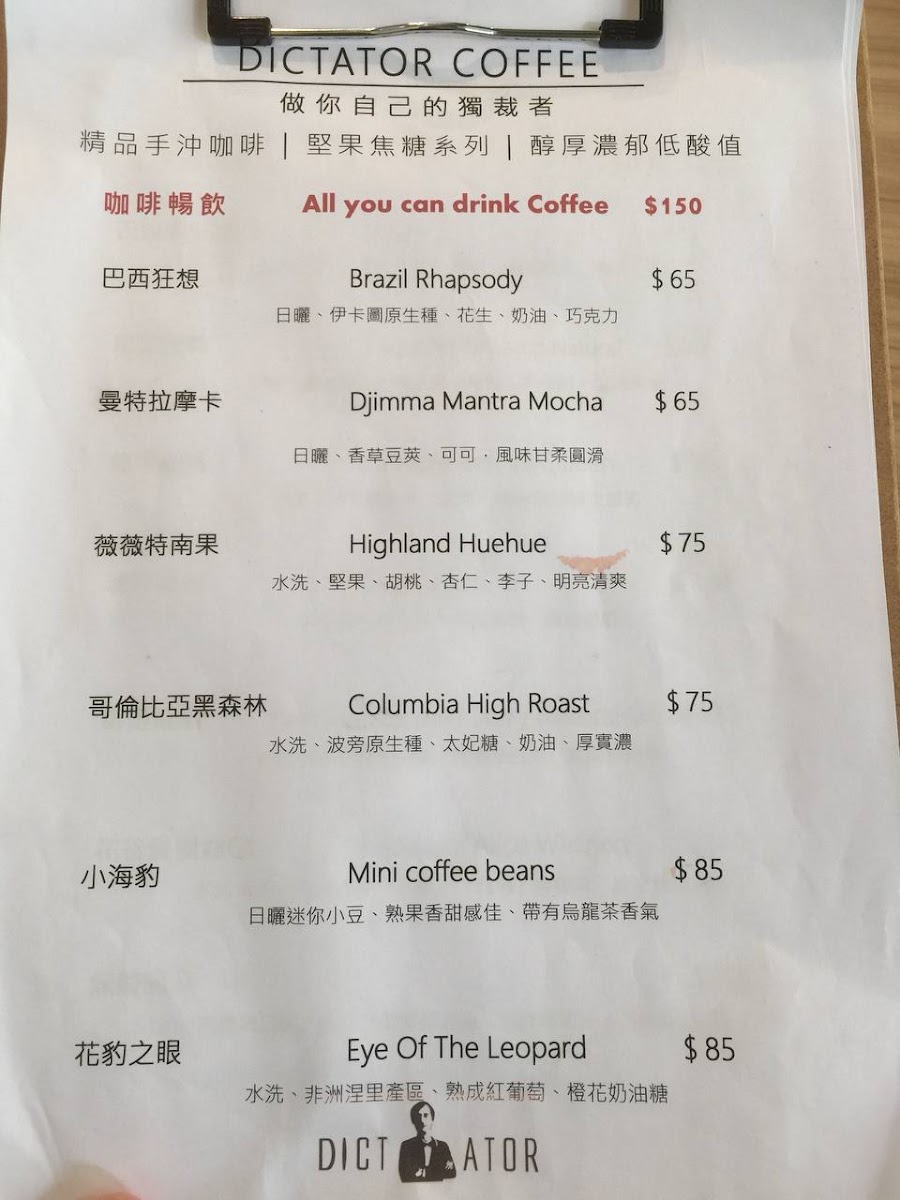 DICTATOR COFFEE
做你自己的獨裁者
精品手沖咖啡 | 堅果焦糖系列 | 醇厚濃郁低酸值
咖啡暢飲 All you can drink Coffee $150
巴西狂想 Brazil Rhapsody $65
日曬、伊卡圖原生種、花生、奶油、巧克力
曼特拉摩卡 Djimma Mantra Mocha $65
日曬、香草豆莢、可可．風味甘柔圓滑
薇薇特南果 Highland Huehue $75
水洗、堅果、胡桃、杏仁、李子、明亮清爽
哥倫比亞黑森林 Columbia High Roast $75
水洗、波旁原生種、太妃糖、奶油、厚實濃
小海豹 Mini coffee beans $85
日曬迷你小豆、熟果香甜感佳、帶有烏龍茶香氣
花豹之眼 Eye Of The Leopard $85
水洗、非洲涅里產區、熟成紅葡萄、橙花奶油糖
DICTATOR